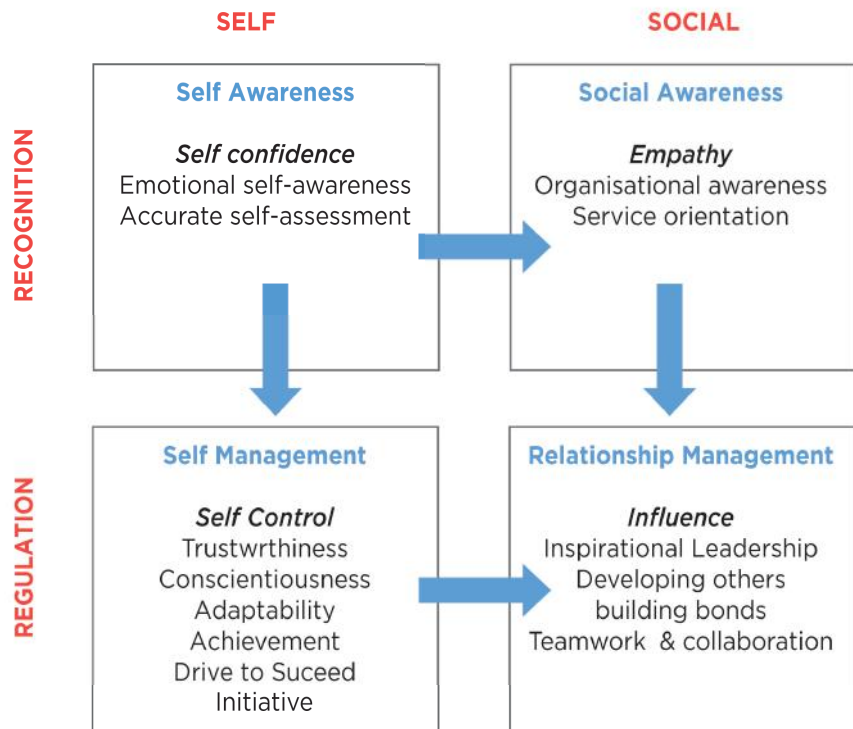 SELF
SOCIAL
RECOGNITION
Self Awareness
Self confidence
Emotional self-awareness
Accurate self-assessment
Social Awareness
Empathy
Organisational awareness
Service orientation
REGULATION
Self Management
Self Control
Trustwrthiness
Conscientiousness
Adaptability
Achievement
Drive to Suceed
Initiative
Relationship Management
Influence
Inspirational Leadership
Developing others
building bonds
Teamwork & collaboration